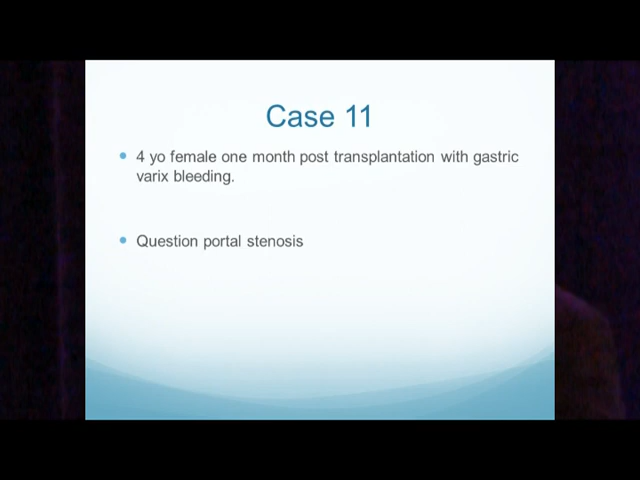 Case 11
• 4 yo female one month post transplantation with gastric
varix bleeding.
• Question portal stenosis